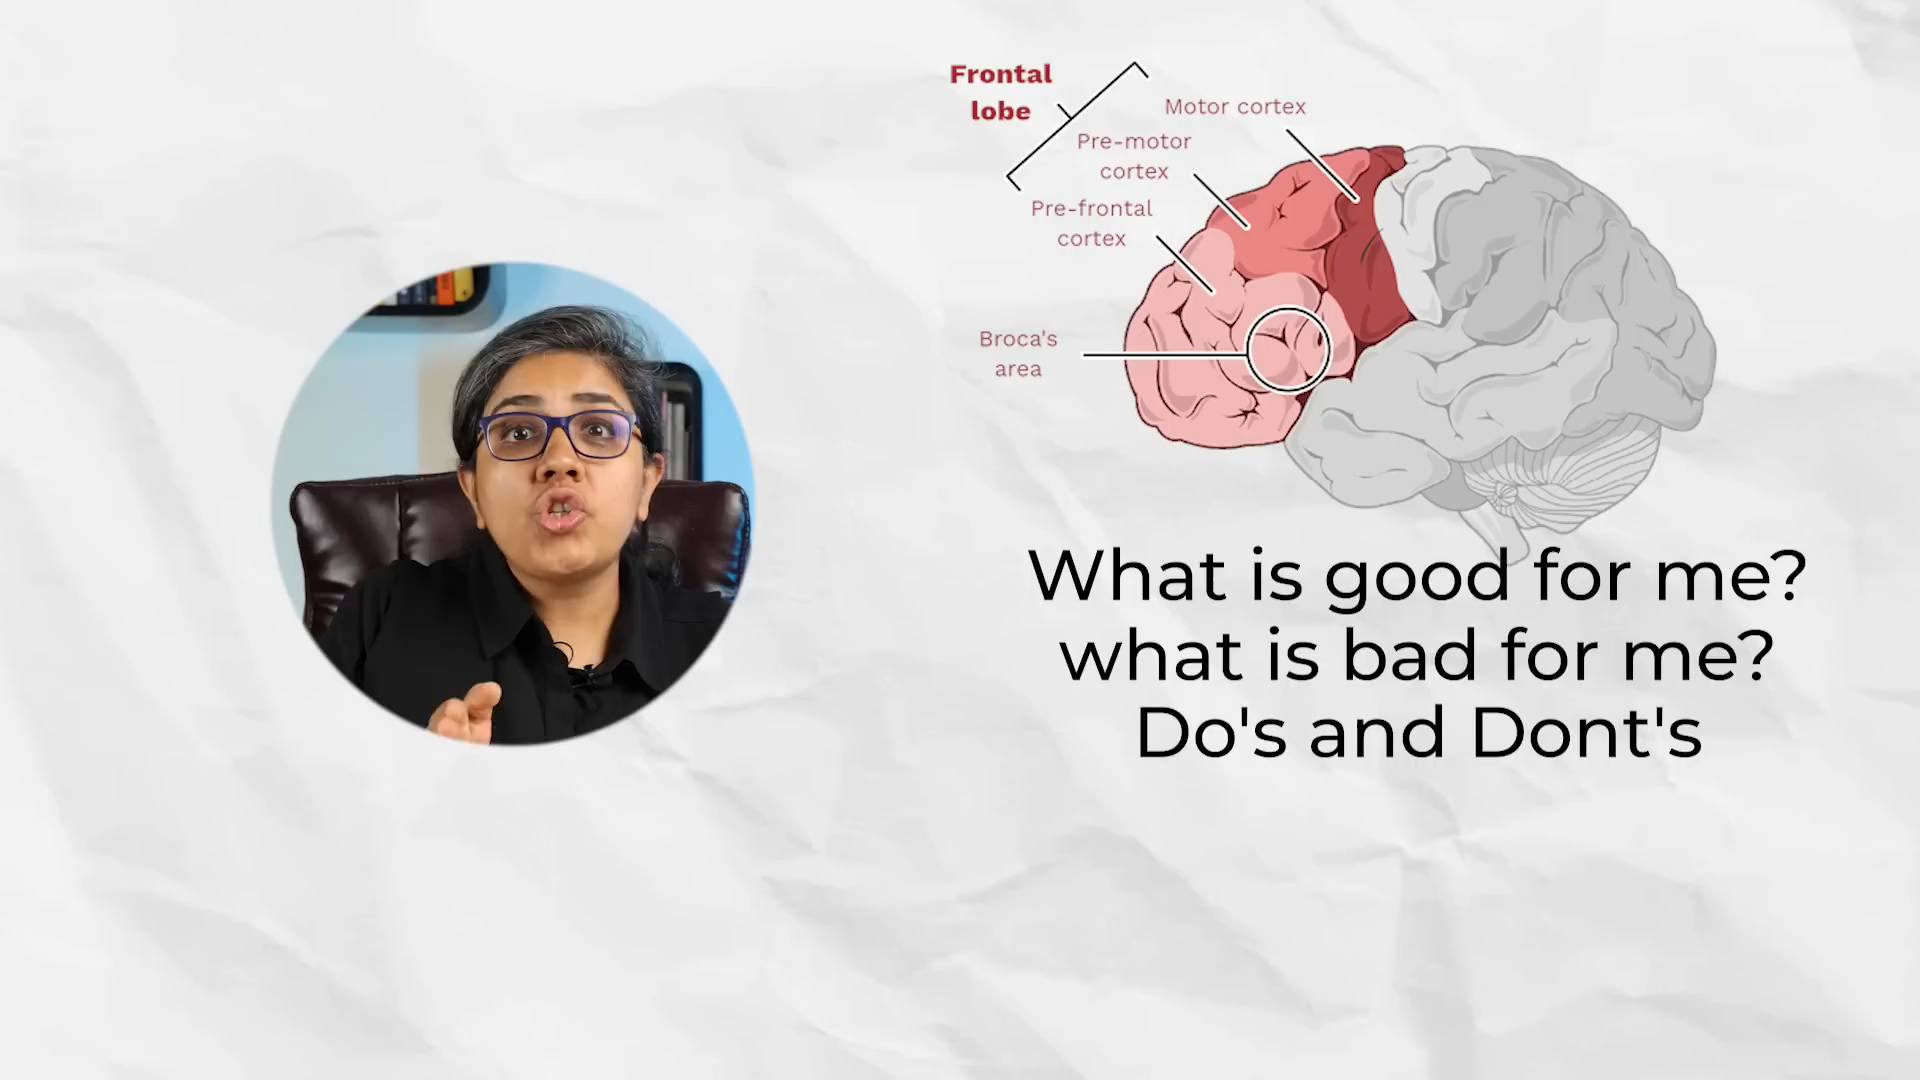 Frontal
lobe
Motor cortex
Pre-motor
cortex
Pre-frontal
cortex
Broca's
area
What is good for me?
what is bad for me?
Do's and Dont's